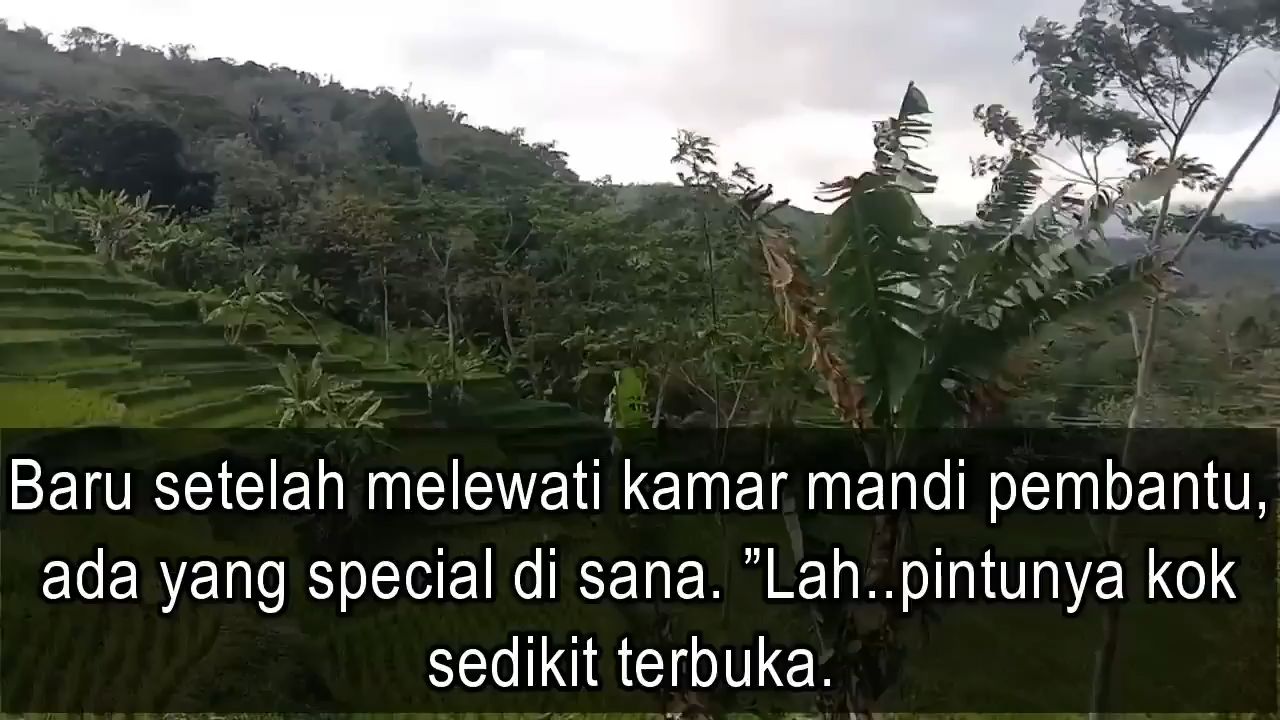 Baru setelah melewati kamar mandi pembantu,
ada yang special di sana. ”Lah..pintunya kok
sedikit terbuka.